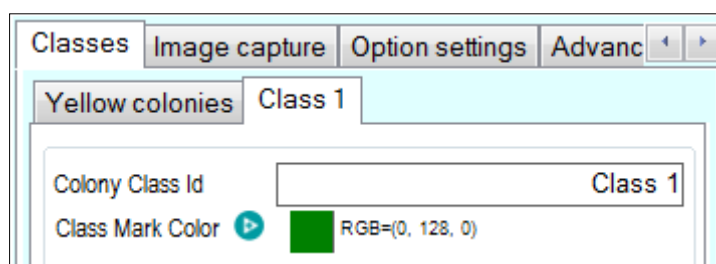 Classes Image capture Option settings Advanc
Yellow colonies Class 1
Colony Class Id Class 1
Class Mark Color RGB=(0, 128, 0)